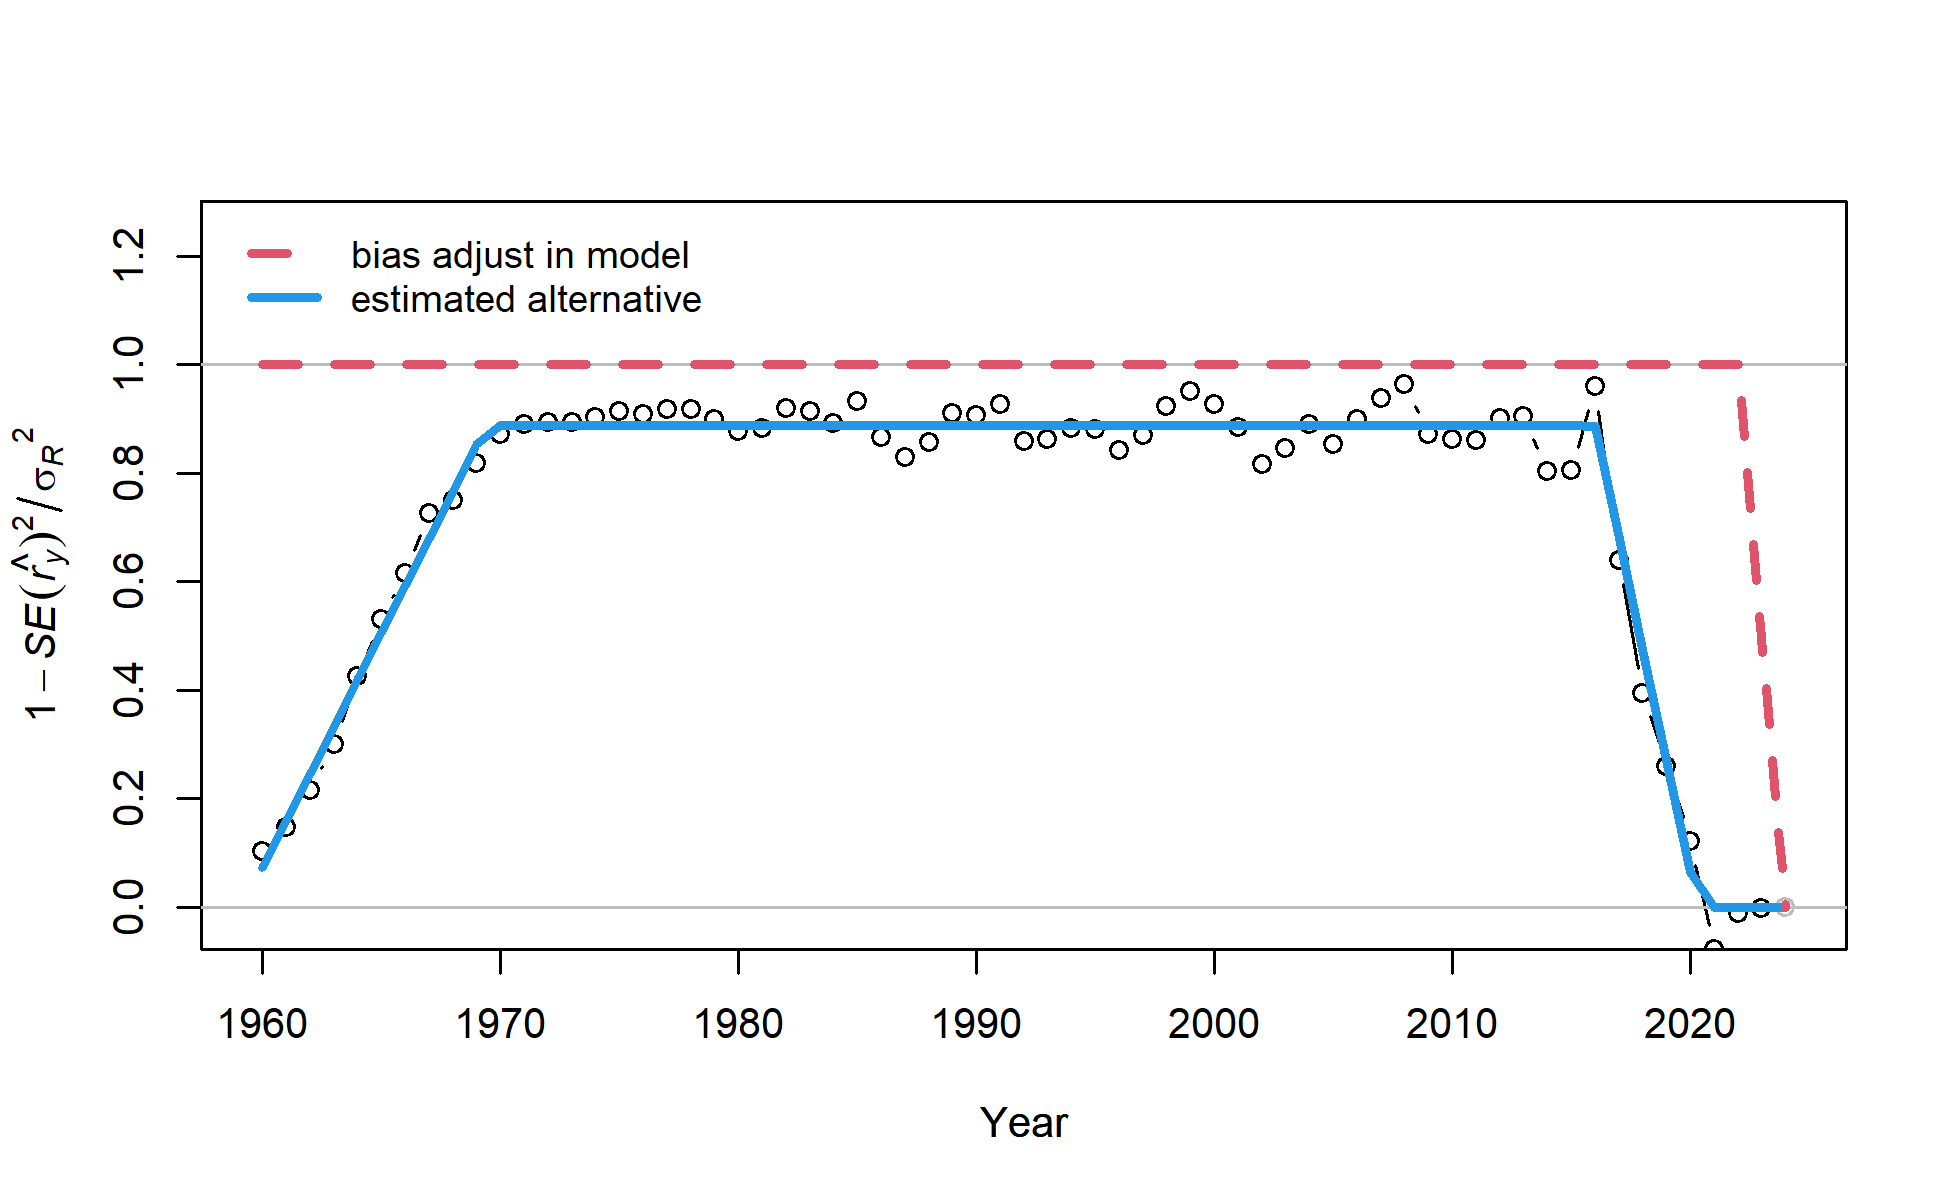 bias adjust in model
estimated alternative
1 − SE(r̂y)² / σR²
1.2
1.0
0.8
0.6
0.4
0.2
0.0
1960 1970 1980 1990 2000 2010 2020
Year